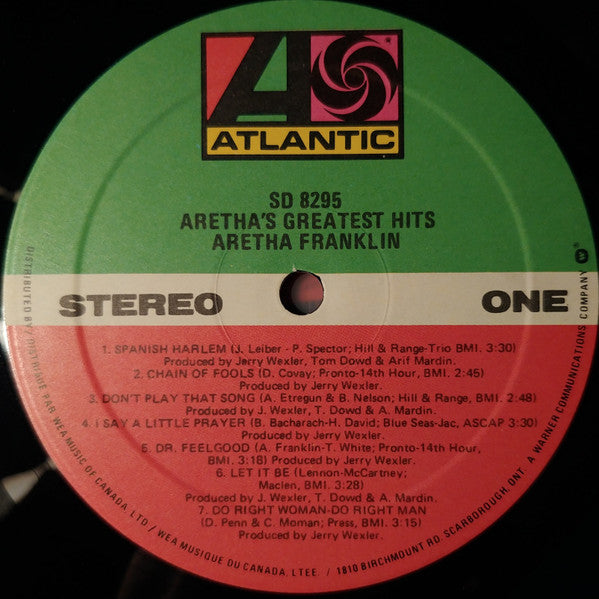 ATLANTIC
SD 8295
ARETHA'S GREATEST HITS
ARETHA FRANKLIN
STEREO
ONE
1. SPANISH HARLEM (J. Leiber - P. Spector; Hill & Range-Trio BMI. 3:30)
Produced by Jerry Wexler, Tom Dowd & Arif Mardin.
2. CHAIN OF FOOLS (D. Covay; Pronto-14th Hour, BMI. 2:45)
Produced by Jerry Wexler.
3. DON'T PLAY THAT SONG (A. Etregun & B. Nelson; Hill & Range, BMI. 2:48)
Produced by J. Wexler, T. Dowd & A. Mardin.
4. I SAY A LITTLE PRAYER (B. Bacharach-H. David; Blue Seas-Jac, ASCAP 3:30)
Produced by Jerry Wexler.
5. DR. FEELGOOD (A. Franklin-T. White; Pronto-14th Hour,
BMI. 3:18) Produced by Jerry Wexler.
6. LET IT BE (Lennon-McCartney;
Maclen, BMI. 3:28)
Produced by J. Wexler, T. Dowd & A. Mardin.
7. DO RIGHT WOMAN-DO RIGHT MAN
(D. Penn & C. Moman; Press, BMI. 3:15)
Produced by Jerry Wexler.
DISTRIBUTED BY/DISTRIBUÉ PAR WEA MUSIC OF CANADA, LTD / WEA MUSIQUE DU CANADA, LTEE. / 1810 BIRCHMOUNT RD, SCARBOROUGH, ONT. A WARNER COMMUNICATIONS COMPANY W®